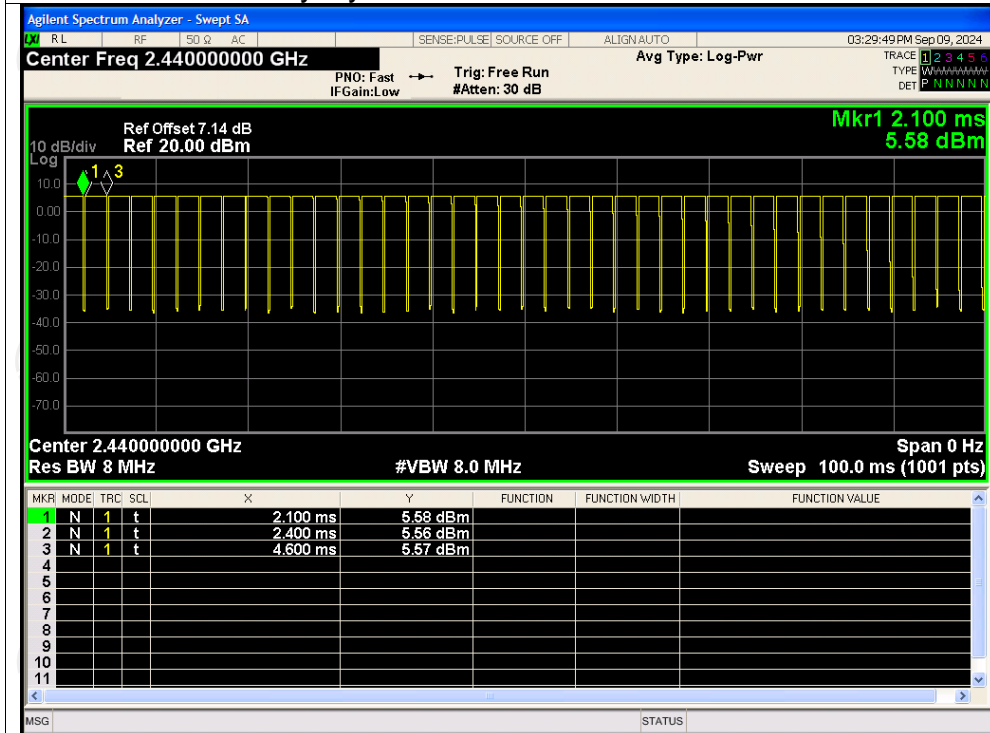 Agilent Spectrum Analyzer - Swept SA
LXI RL RF 50 Ω AC SENSE:PULSE SOURCE OFF ALIGN AUTO 03:29:49 PM Sep 09, 2024
Center Freq 2.440000000 GHz
PNO: Fast
IFGain:Low
Trig: Free Run
#Atten: 30 dB
Avg Type: Log-Pwr
TRACE 1 2 3 4 5 6
TYPE W
DET P N N N N N
Ref Offset 7.14 dB
10 dB/div Ref 20.00 dBm
Log
Mkr1 2.100 ms
5.58 dBm
1 3
10.0
0.00
-10.0
-20.0
-30.0
-40.0
-50.0
-60.0
-70.0
Center 2.440000000 GHz Span 0 Hz
Res BW 8 MHz #VBW 8.0 MHz Sweep 100.0 ms (1001 pts)
MKR MODE TRC SCL X Y FUNCTION FUNCTION WIDTH FUNCTION VALUE
1 N 1 t 2.100 ms 5.58 dBm
2 N 1 t 2.400 ms 5.56 dBm
3 N 1 t 4.600 ms 5.57 dBm
4
5
6
7
8
9
10
11
MSG STATUS